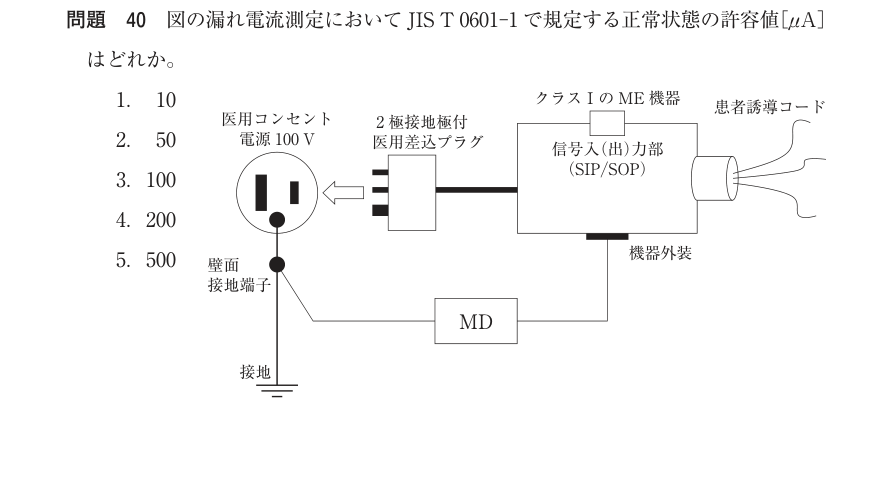 問題 40 図の漏れ電流測定において JIS T 0601-1 で規定する正常状態の許容値[μA]
はどれか。
1. 10
2. 50
3. 100
4. 200
5. 500
医用コンセント
電源 100 V
2 極接地極付
医用差込プラグ
クラス I の ME 機器
信号入(出)力部
(SIP/SOP)
患者誘導コード
機器外装
壁面
接地端子
MD
接地